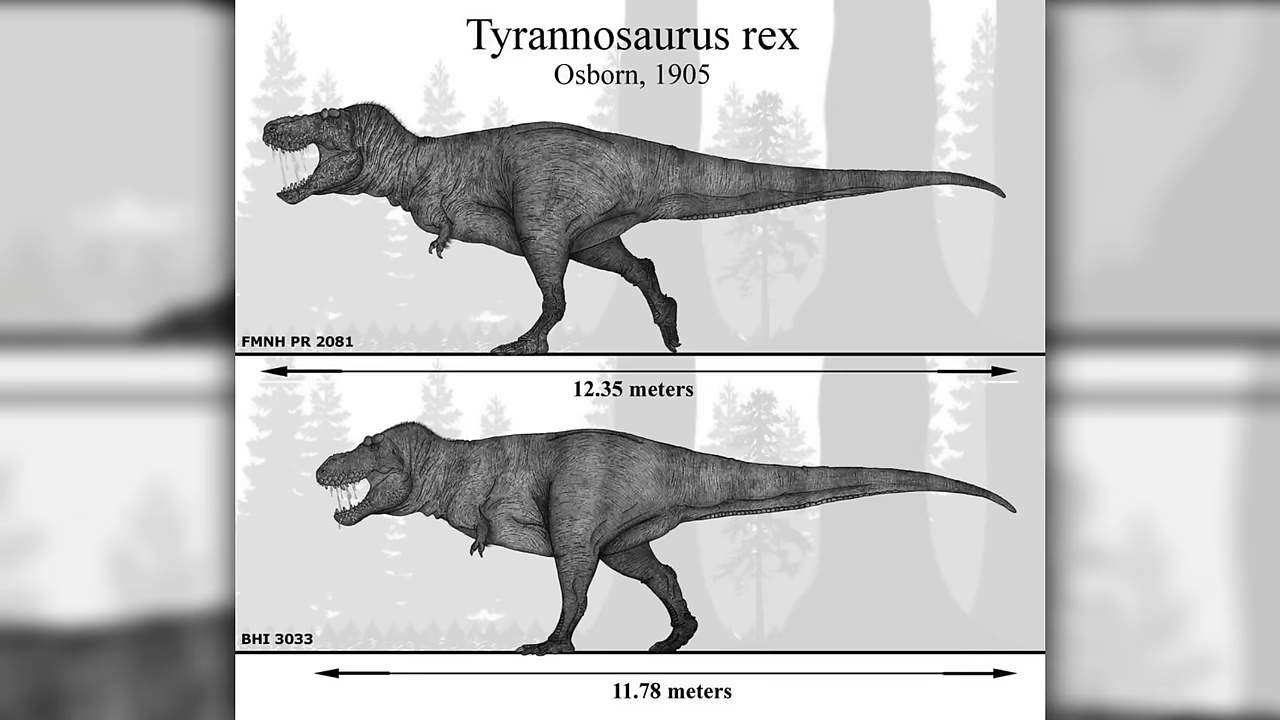 Tyrannosaurus rex
Osborn, 1905
FMNH PR 2081
12.35 meters
BHI 3033
11.78 meters